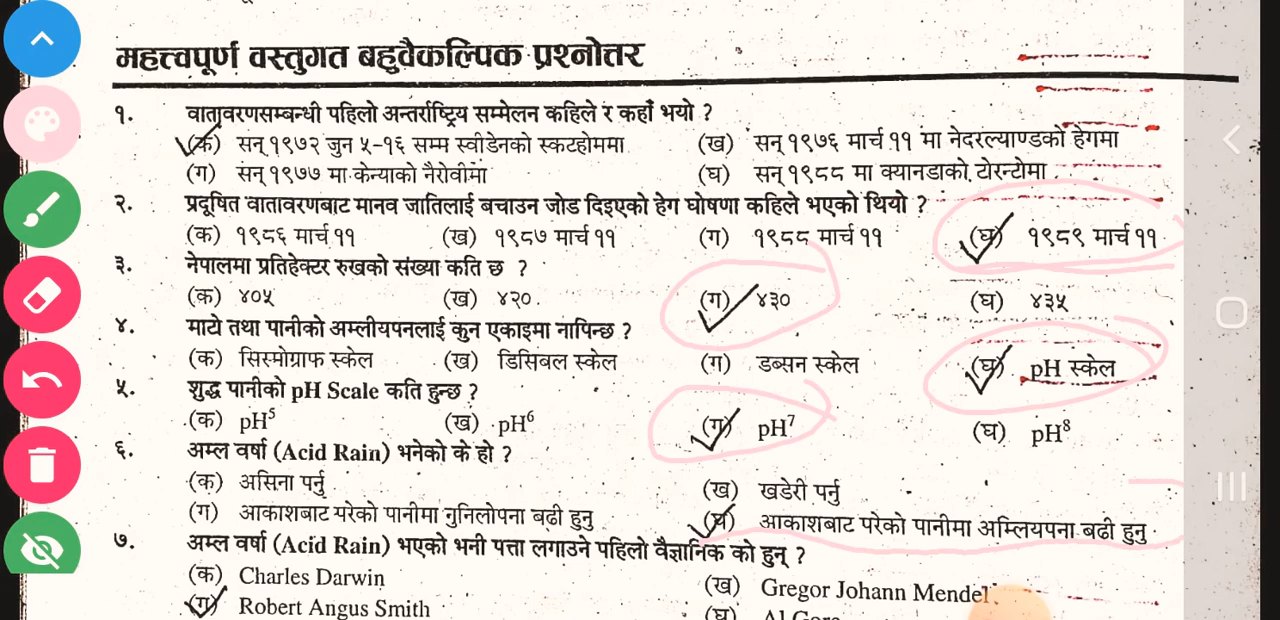 महत्त्वपूर्ण वस्तुगत बहुवैकल्पिक प्रश्नोत्तर
१. वातावरणसम्बन्धी पहिलो अन्तर्राष्ट्रिय सम्मेलन कहिले र कहाँ भयो ?
(क) सन् १९७२ जुन ५-१६ सम्म स्वीडेनको स्कटहोममा (ख) सन् १९७६ मार्च ११ मा नेदरल्याण्डको हेगमा
(ग) सन् १९७७ मा केन्याको नैरोवीमा (घ) सन् १९८८ मा क्यानडाको टोरन्टोमा
२. प्रदूषित वातावरणबाट मानव जातिलाई बचाउन जोड दिइएको हेग घोषणा कहिले भएको थियो ?
(क) १९८६ मार्च ११ (ख) १९८७ मार्च ११ (ग) १९८८ मार्च ११ (घ) १९८९ मार्च ११
३. नेपालमा प्रतिहेक्टर रुखको संख्या कति छ ?
(क) ४०५ (ख) ४२० (ग) ४३० (घ) ४३५
४. माटो तथा पानीको अम्लीयपनलाई कुन एकाइमा नापिन्छ ?
(क) सिस्मोग्राफ स्केल (ख) डिसिबल स्केल (ग) डब्सन स्केल (घ) pH स्केल
५. शुद्ध पानीको pH Scale कति हुन्छ ?
(क) pH⁵ (ख) pH⁶ (ग) pH⁷ (घ) pH⁸
६. अम्ल वर्षा (Acid Rain) भनेको के हो ?
(क) असिना पर्नु (ख) खडेरी पर्नु
(ग) आकाशबाट परेको पानीमा नुनिलोपना बढी हुनु (घ) आकाशबाट परेको पानीमा अम्लियपना बढी हुनु
७. अम्ल वर्षा (Acid Rain) भएको भनी पत्ता लगाउने पहिलो वैज्ञानिक को हुन् ?
(क) Charles Darwin (ख) Gregor Johann Mendel
(ग) Robert Angus Smith (घ)